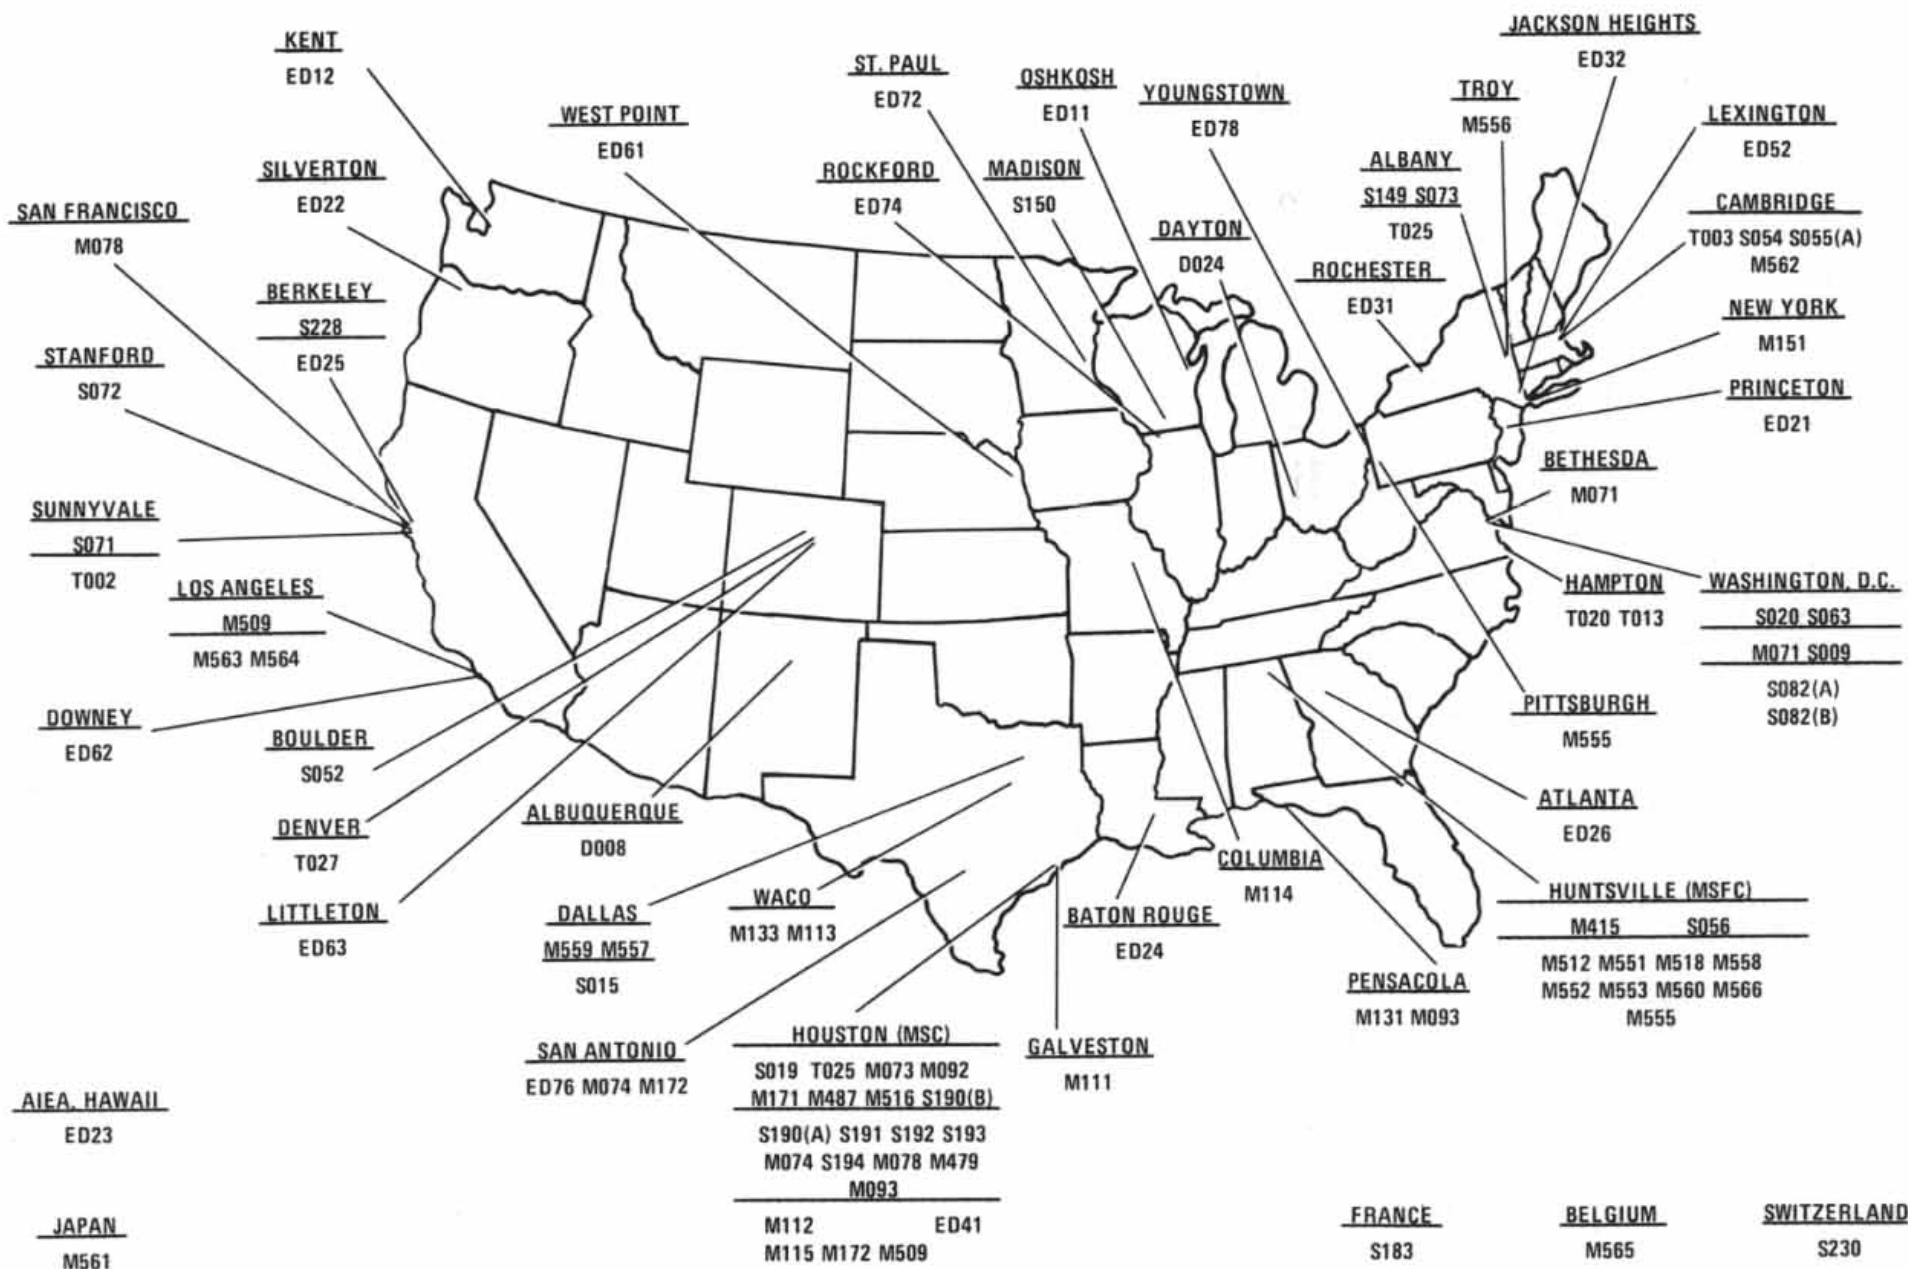 KENT
ED12
WEST POINT
ED61
SILVERTON
ED22
SAN FRANCISCO
M078
BERKELEY
S228
ED25
STANFORD
S072
SUNNYVALE
S071
T002
LOS ANGELES
M509
M563 M564
DOWNEY
ED62
BOULDER
S052
DENVER
T027
LITTLETON
ED63
ALBUQUERQUE
D008
ST. PAUL
ED72
OSHKOSH
ED11
YOUNGSTOWN
ED78
ROCKFORD
ED74
MADISON
S150
DAYTON
D024
JACKSON HEIGHTS
ED32
TROY
M556
LEXINGTON
ED52
ALBANY
S149 S073
T025
CAMBRIDGE
T003 S054 S055(A)
M562
ROCHESTER
ED31
NEW YORK
M151
PRINCETON
ED21
BETHESDA
M071
HAMPTON
T020 T013
WASHINGTON, D.C.
S020 S063
M071 S009
S082(A)
S082(B)
PITTSBURGH
M555
ATLANTA
ED26
COLUMBIA
M114
HUNTSVILLE (MSFC)
M415 S056
M512 M551 M518 M558
M552 M553 M560 M566
M555
PENSACOLA
M131 M093
BATON ROUGE
ED24
WACO
M133 M113
DALLAS
M559 M557
S015
SAN ANTONIO
ED76 M074 M172
HOUSTON (MSC)
S019 T025 M073 M092
M171 M487 M516 S190(B)
S190(A) S191 S192 S193
M074 S194 M078 M479
M093
M112 ED41
M115 M172 M509
GALVESTON
M111
AIEA, HAWAII
ED23
JAPAN
M561
FRANCE
S183
BELGIUM
M565
SWITZERLAND
S230